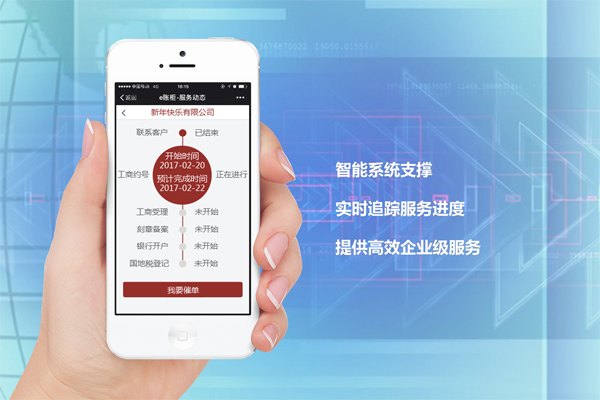 中国移动 4G 18:15
返回 e账柜-服务动态
新年快乐有限公司
联系客户 已结束
开始时间
2017-02-20
工商约号 正在进行
预计完成时间
2017-02-22
工商受理 未开始
刻章备案 未开始
银行开户 未开始
国地税登记 未开始
我要催单
智能系统支撑
实时追踪服务进度
提供高效企业级服务